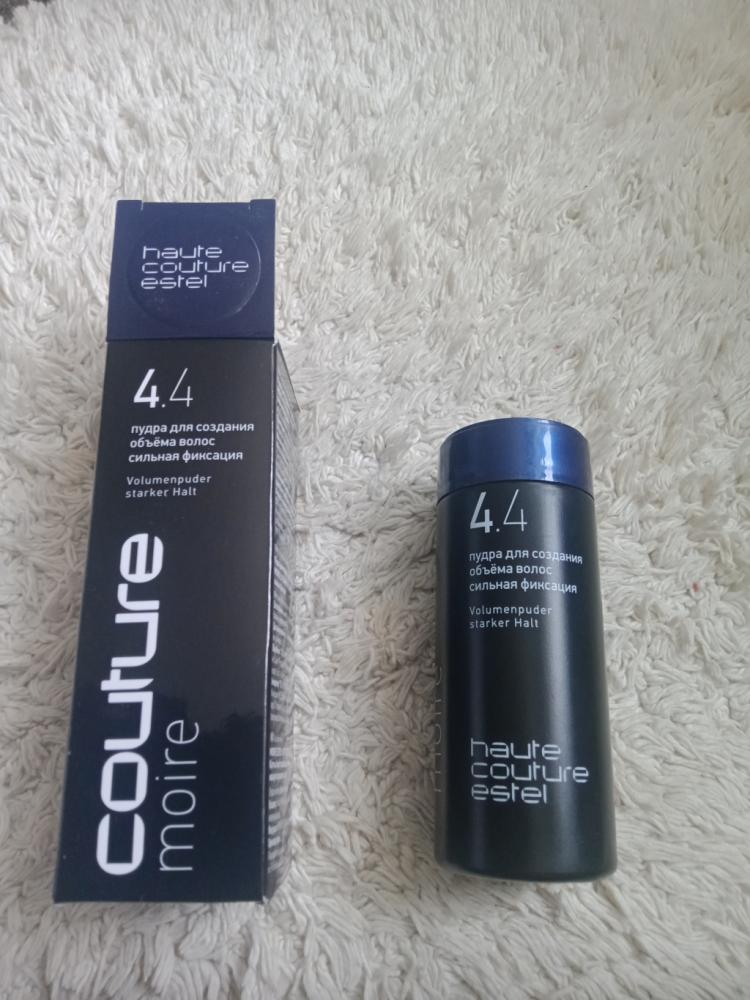 haute
couture
estel
4.4
пудра для создания
объёма волос
сильная фиксация
Volumenpuder
starker Halt
couture
moire
4.4
пудра для создания
объёма волос
сильная фиксация
Volumenpuder
starker Halt
moire
haute
couture
estel